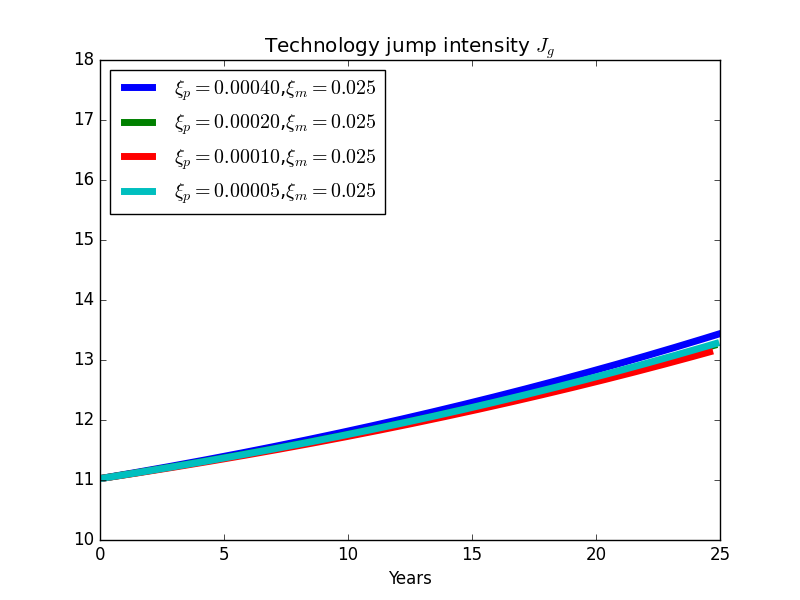 Technology jump intensity J_g
18
17
16
15
14
13
12
11
10
ξ_p = 0.00040,ξ_m = 0.025
ξ_p = 0.00020,ξ_m = 0.025
ξ_p = 0.00010,ξ_m = 0.025
ξ_p = 0.00005,ξ_m = 0.025
0 5 10 15 20 25
Years